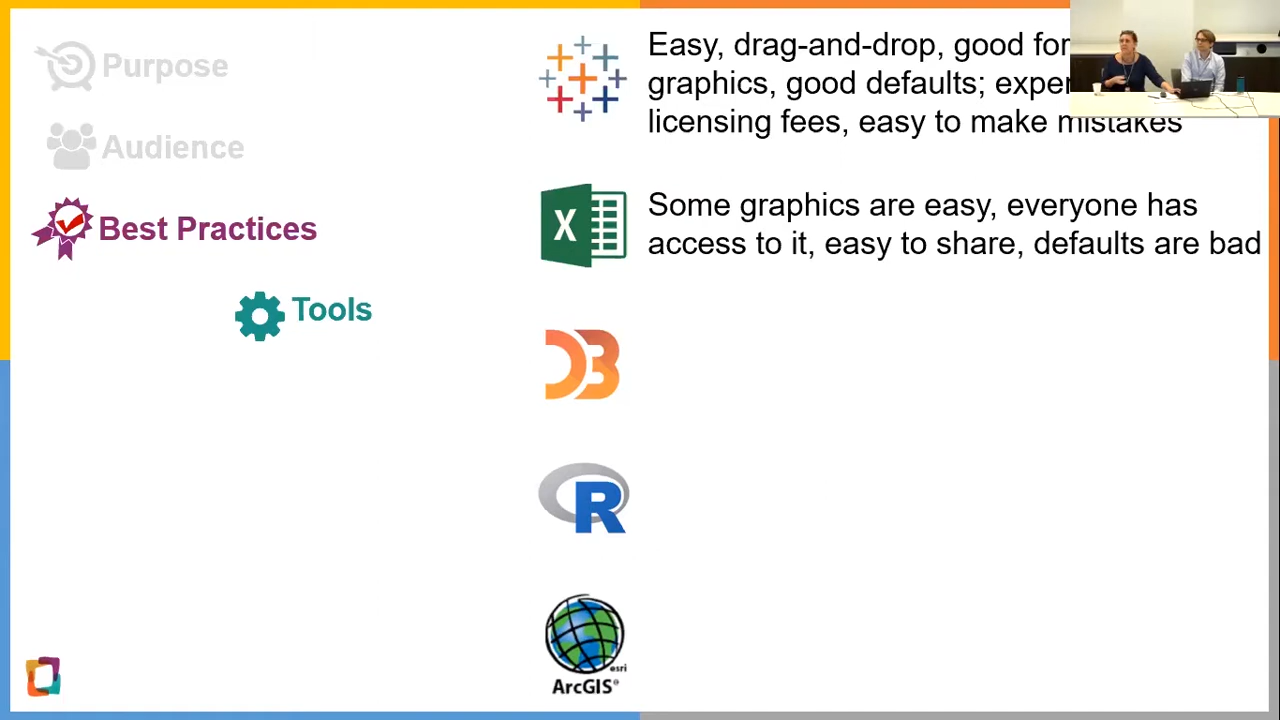 Purpose
Audience
Best Practices
Tools
Easy, drag-and-drop, good for
graphics, good defaults;
licensing fees, easy to make mistakes
X
Some graphics are easy, everyone has
access to it, easy to share, defaults are bad
D3
R
esri
ArcGIS®